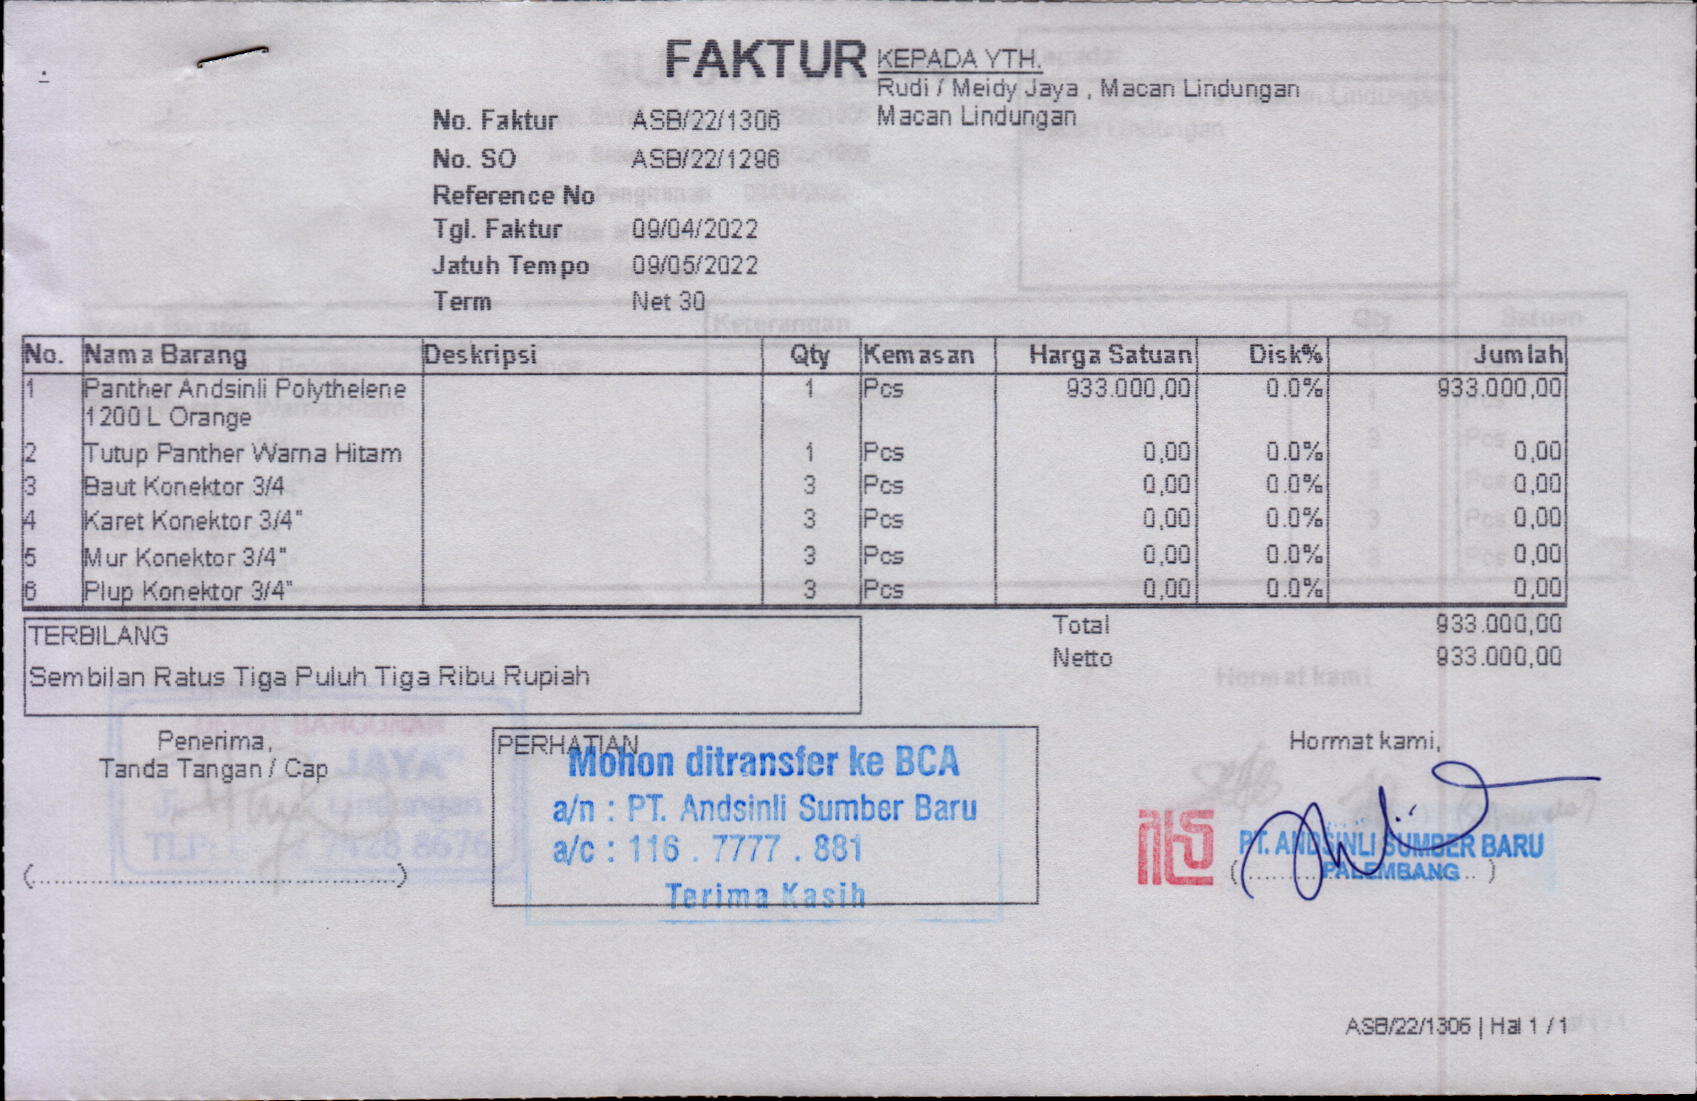 FAKTUR
KEPADA YTH.
Rudi / Meidy Jaya , Macan Lindungan
Macan Lindungan
No. Faktur ASB/22/1306
No. SO ASB/22/1296
Reference No
Tgl. Faktur 09/04/2022
Jatuh Tempo 09/05/2022
Term Net 30
No. Nama Barang Deskripsi Qty Kemasan Harga Satuan Disk% Jumlah
1 Panther Andsinli Polythelene 1 Pcs 933.000,00 0.0% 933.000,00
1200 L Orange
2 Tutup Panther Warna Hitam 1 Pcs 0,00 0.0% 0,00
3 Baut Konektor 3/4 3 Pcs 0,00 0.0% 0,00
4 Karet Konektor 3/4" 3 Pcs 0,00 0.0% 0,00
5 Mur Konektor 3/4" 3 Pcs 0,00 0.0% 0,00
6 Plup Konektor 3/4" 3 Pcs 0,00 0.0% 0,00
Total 933.000,00
Netto 933.000,00
TERBILANG
Sembilan Ratus Tiga Puluh Tiga Ribu Rupiah
Penerima,
Tanda Tangan / Cap
(..........................................)
PERHATIAN
Mohon ditransfer ke BCA
a/n : PT. Andsinli Sumber Baru
a/c : 116 . 7777 . 881
Terima Kasih
Hormat kami,
PT. ANDSINLI SUMBER BARU
PALEMBANG
ASB/22/1306 | Hal 1 / 1